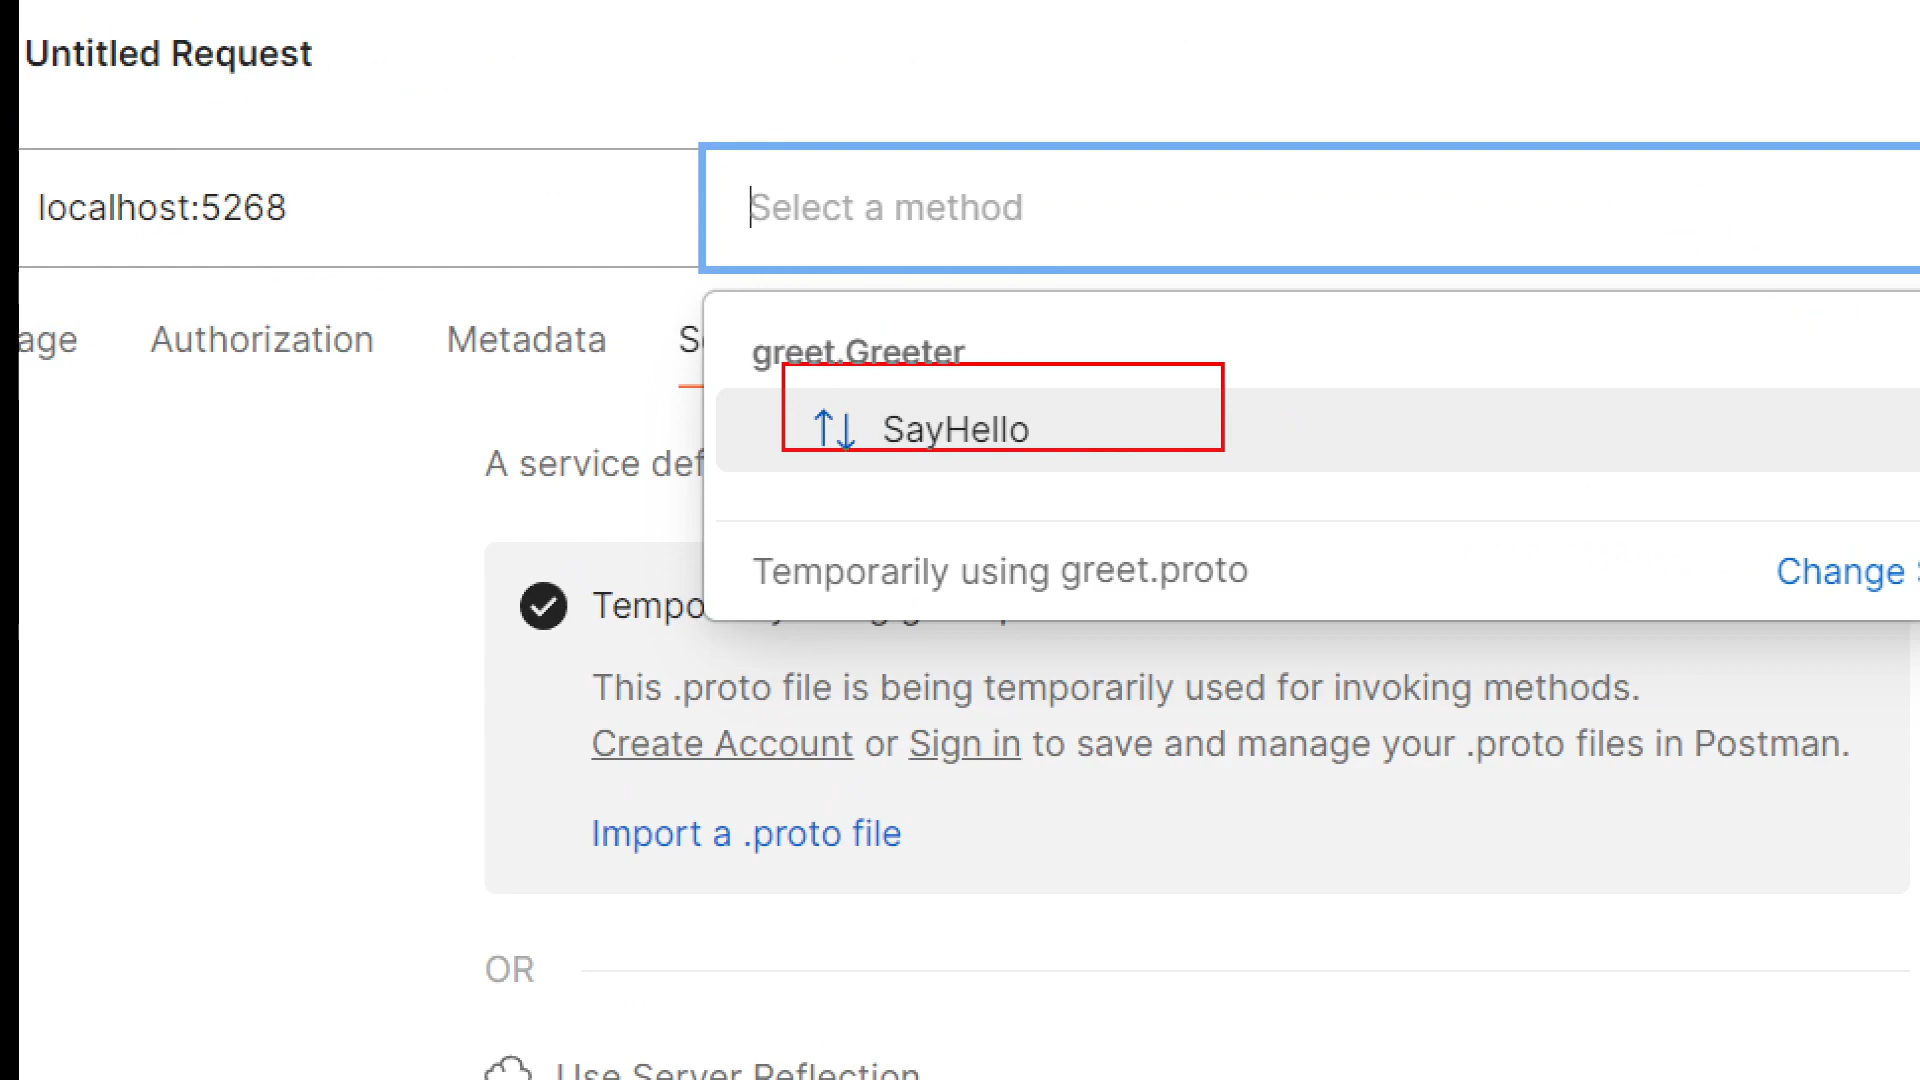 Untitled Request
localhost:5268
Select a method
age Authorization Metadata
greet.Greeter
SayHello
A service def
Temporarily using greet.proto
Change
Tempo
This .proto file is being temporarily used for invoking methods.
Create Account or Sign in to save and manage your .proto files in Postman.
Import a .proto file
OR
Use Server Reflection